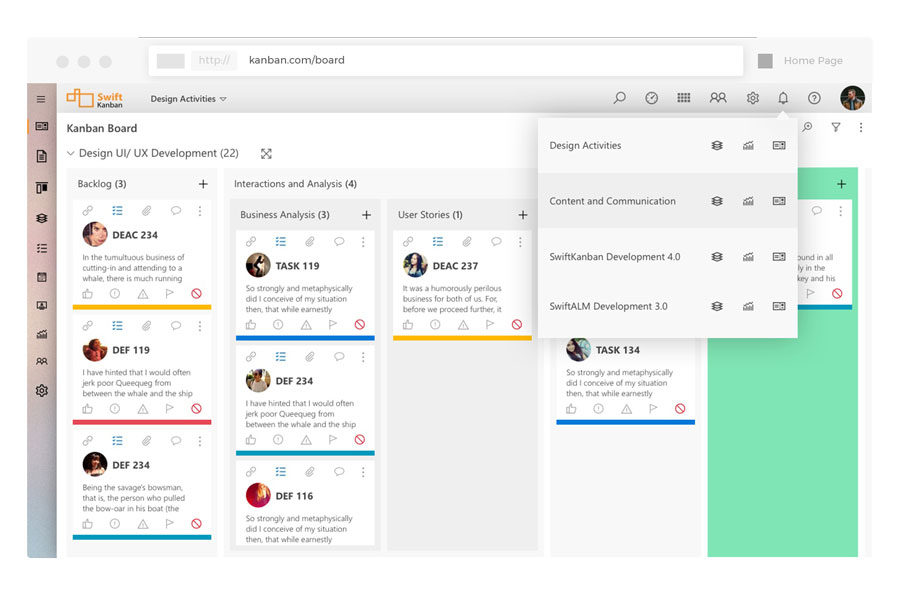 http://
kanban.com/board
Home Page
Swift
Kanban
Design Activities
Kanban Board
Design UI/ UX Development (22)
Backlog (3)
DEAC 234
In the tumultuous business of
cutting-in and attending to a
whale, there is much running
DEF 119
I have hinted that I would often
jerk poor Queequeg from
between the whale and the ship
DEF 234
Being the savage's bowsman,
that is, the person who pulled
the bow-oar in his boat (the
Interactions and Analysis (4)
Business Analysis (3)
TASK 119
So strongly and metaphysically
did I conceive of my situation
then, that while earnestly
DEF 234
I have hinted that I would often
jerk poor Queequeg from
between the whale and the ship
DEF 116
So strongly and metaphysically
did I conceive of my situation
then, that while earnestly
User Stories (1)
DEAC 237
It was a humorously perilous
business for both of us. For,
before we proceed further, it
Design Activities
Content and Communication
SwiftKanban Development 4.0
SwiftALM Development 3.0
TASK 134
So strongly and metaphysically
did I conceive of my situation
then, that while earnestly
ound in all
ly in the
key and his